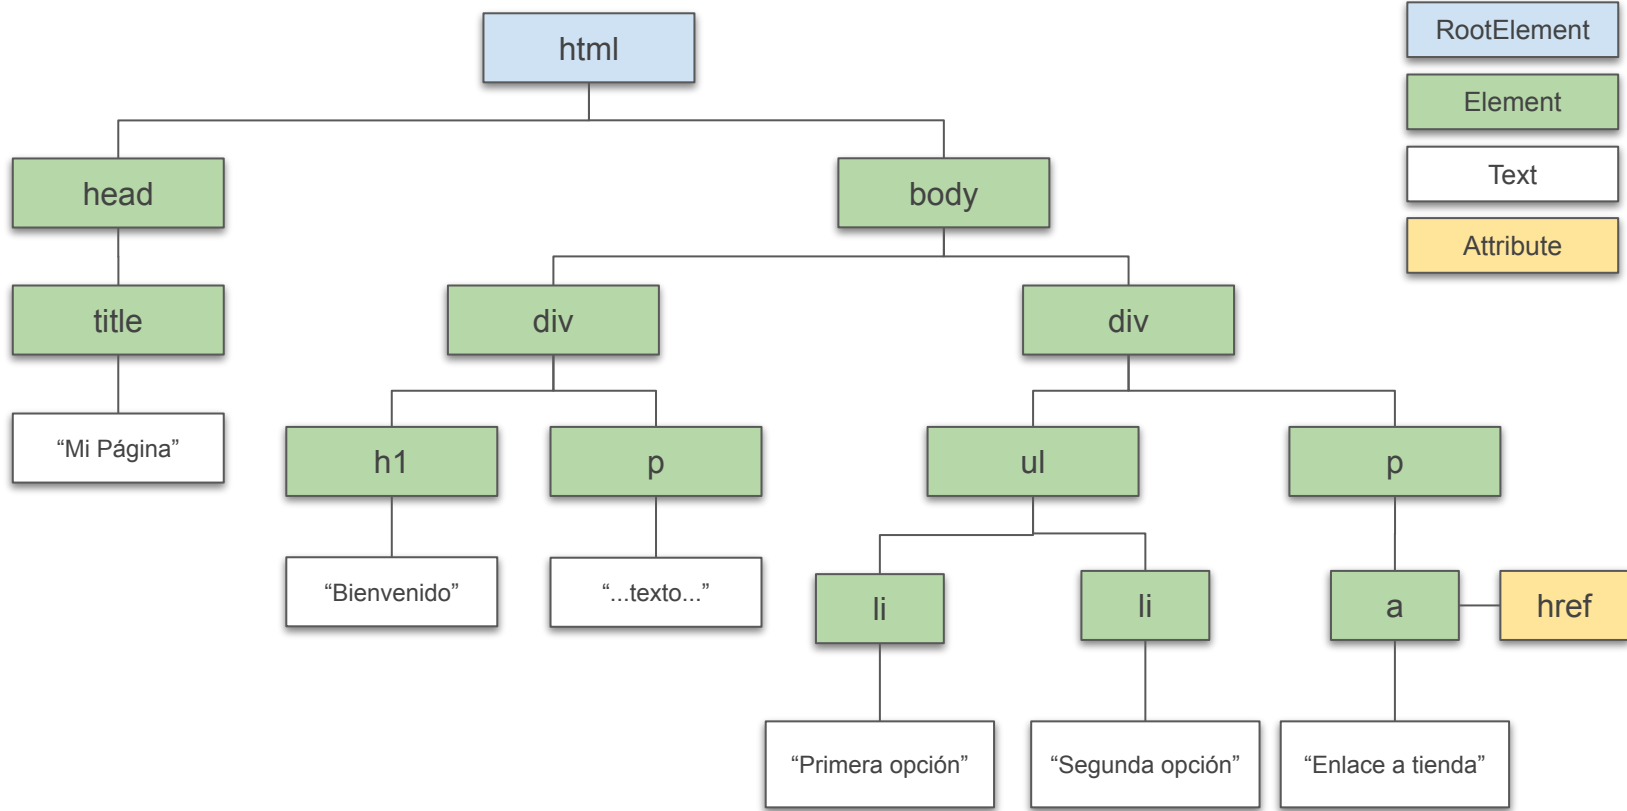 html
RootElement
Element
Text
Attribute
head
body
title
div
div
“Mi Página”
h1
p
ul
p
“Bienvenido”
“...texto...”
li
li
a
href
“Primera opción”
“Segunda opción”
“Enlace a tienda”